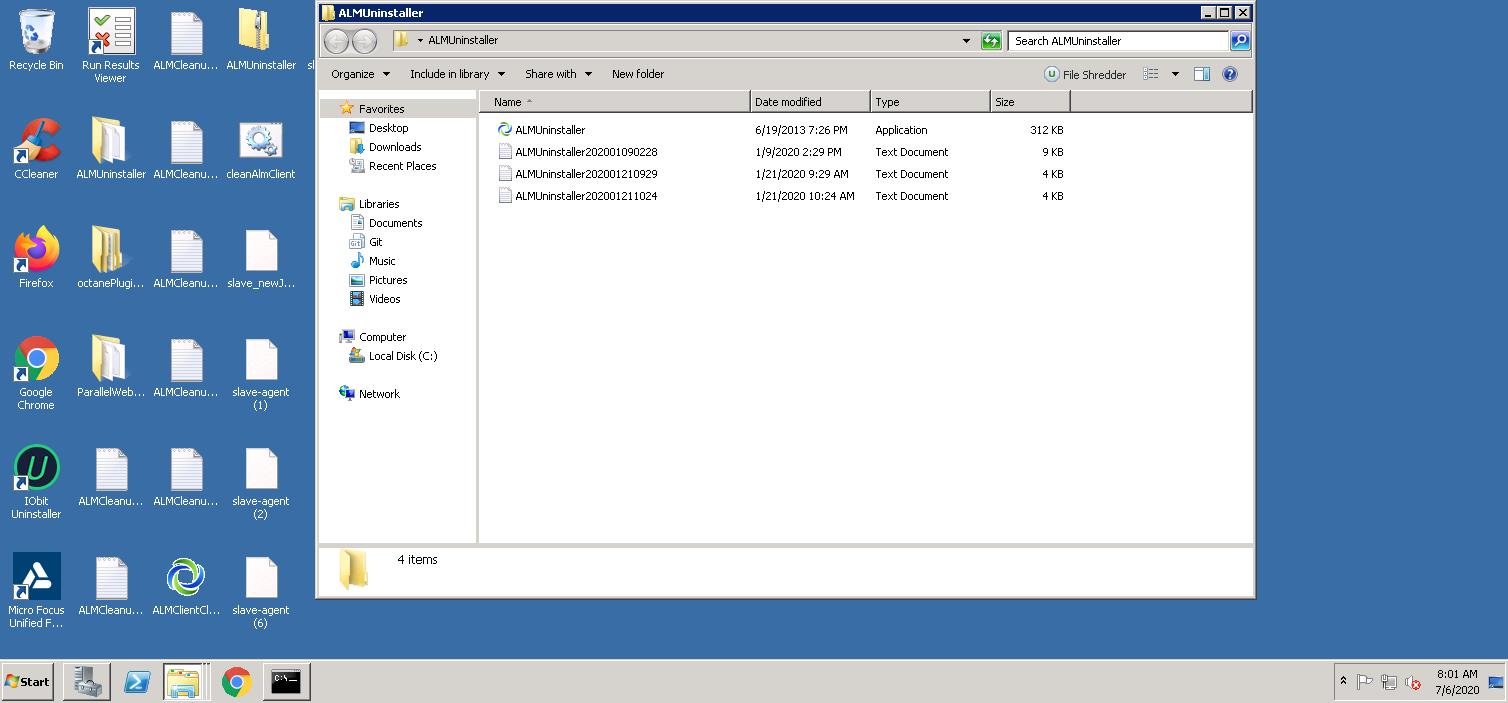 Recycle Bin
Run Results
Viewer
ALMCleanu...
ALMUninstaller
CCleaner
ALMUninstaller
ALMCleanu...
cleanAlmClient
Firefox
octanePlugi...
ALMCleanu...
slave_newJ...
Google
Chrome
ParallelWeb...
ALMCleanu...
slave-agent
(1)
IObit
Uninstaller
ALMCleanu...
ALMCleanu...
slave-agent
(2)
Micro Focus
Unified F...
ALMCleanu...
ALMClientCl...
slave-agent
(6)
ALMUninstaller
ALMUninstaller
Search ALMUninstaller
Organize Include in library Share with New folder File Shredder
Favorites
Desktop
Downloads
Recent Places
Libraries
Documents
Git
Music
Pictures
Videos
Computer
Local Disk (C:)
Network
Name Date modified Type Size
ALMUninstaller 6/19/2013 7:26 PM Application 312 KB
ALMUninstaller202001090228 1/9/2020 2:29 PM Text Document 9 KB
ALMUninstaller202001210929 1/21/2020 9:29 AM Text Document 4 KB
ALMUninstaller202001211024 1/21/2020 10:24 AM Text Document 4 KB
4 items
Start
C:\
8:01 AM
7/6/2020